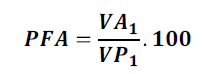 PFA = VA₁ / VP₁ . 100